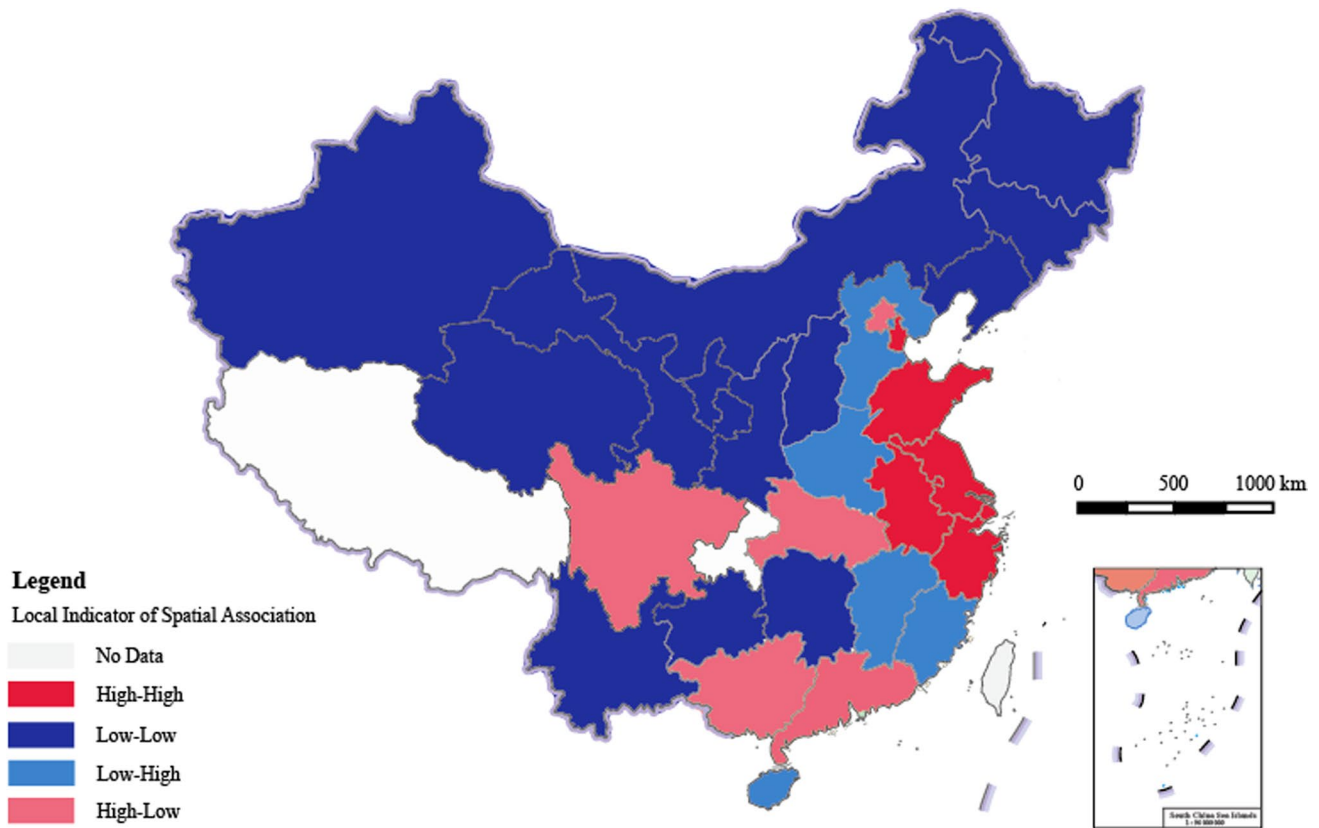 0 500 1000 km
Legend
Local Indicator of Spatial Association
No Data
High-High
Low-Low
Low-High
High-Low
South China Sea Islands